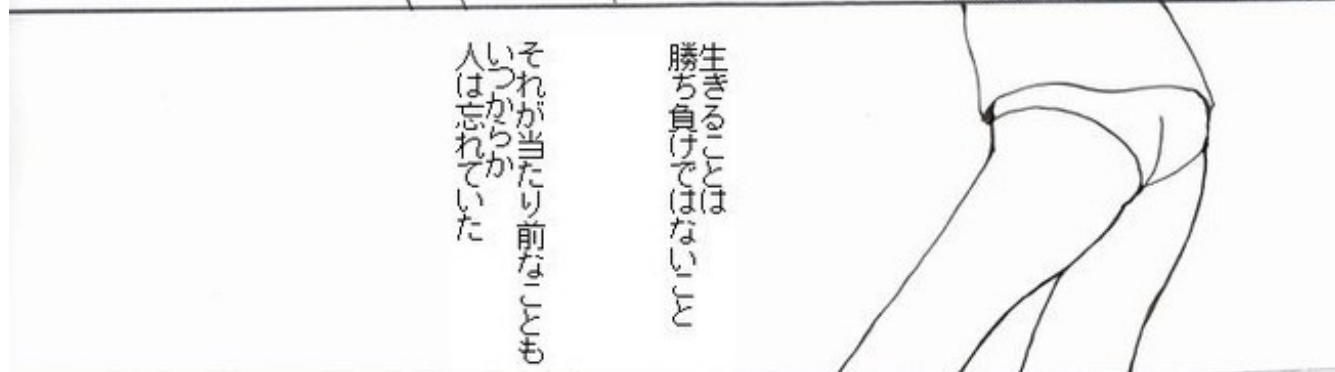 生きることは
勝ち負けではないこと
それが当たり前なことも
いつからか
人は忘れていた